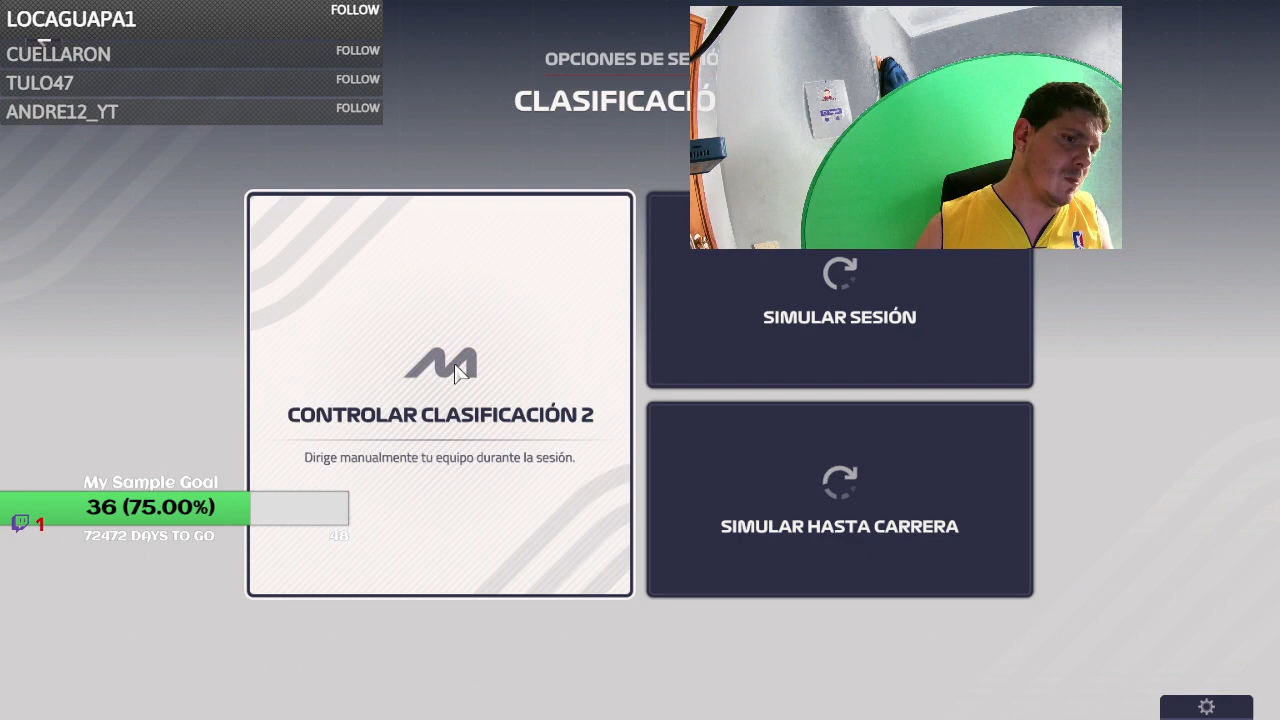 LOCAGUAPA1 FOLLOW
CUELLARON FOLLOW
TULO47 FOLLOW
ANDRE12_YT FOLLOW
OPCIONES DE SESIÓ
CLASIFICACIÓ
CONTROLAR CLASIFICACIÓN 2
Dirige manualmente tu equipo durante la sesión.
SIMULAR SESIÓN
SIMULAR HASTA CARRERA
My Sample Goal
36 (75.00%)
1
72472 DAYS TO GO 48